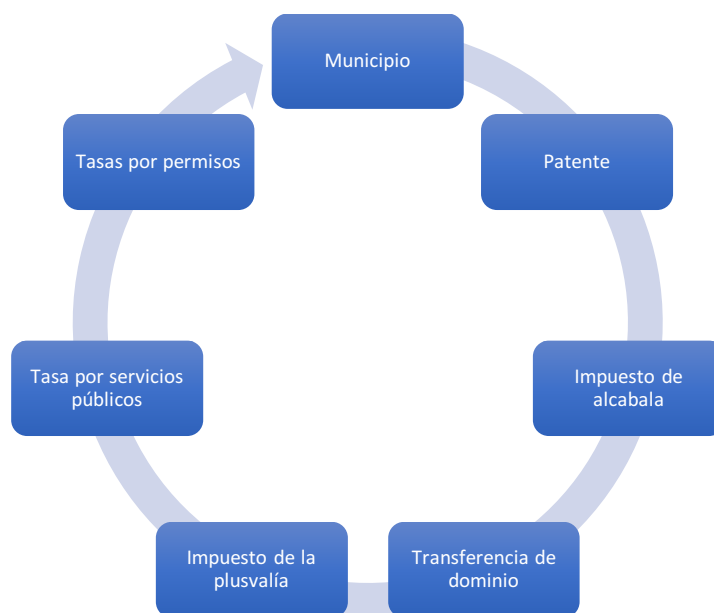 Municipio
Patente
Impuesto de
alcabala
Transferencia de
dominio
Impuesto de la
plusvalía
Tasa por servicios
públicos
Tasas por permisos